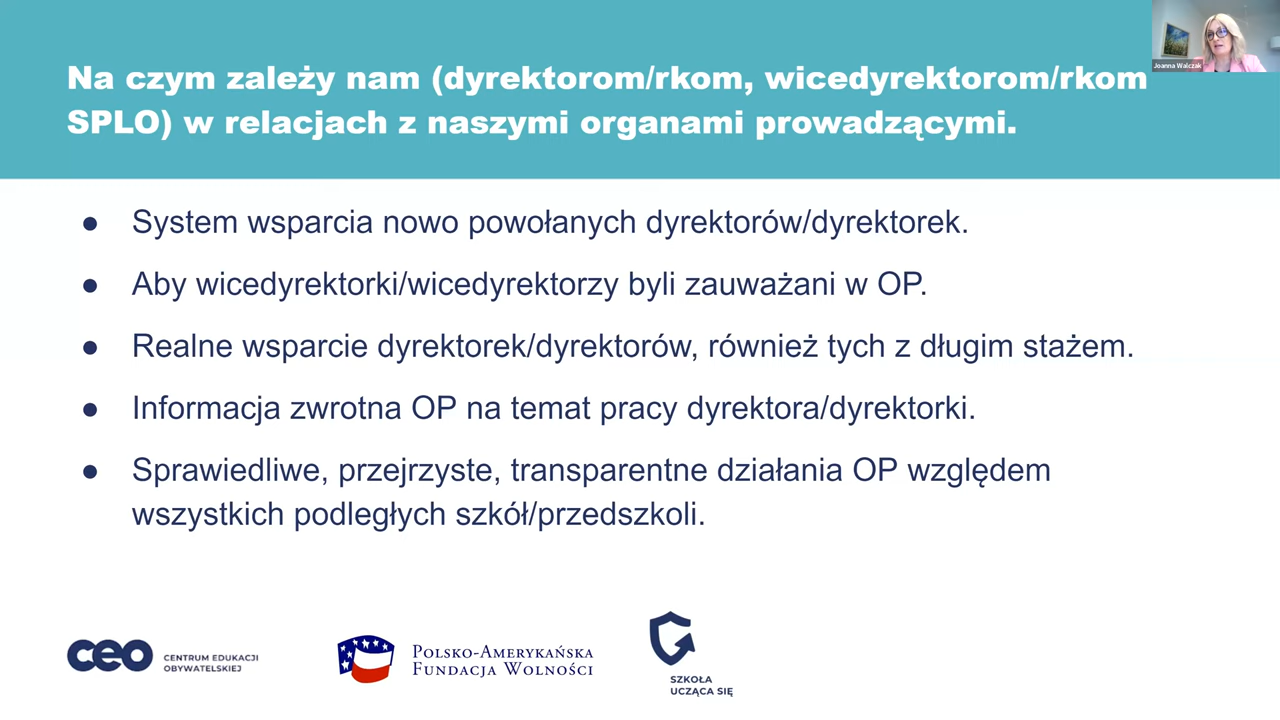 Joanna Walczak
Na czym zależy nam (dyrektorom/rkom, wicedyrektorom/rkom
SPLO) w relacjach z naszymi organami prowadzącymi.
● System wsparcia nowo powołanych dyrektorów/dyrektorek.
● Aby wicedyrektorki/wicedyrektorzy byli zauważani w OP.
● Realne wsparcie dyrektorek/dyrektorów, również tych z długim stażem.
● Informacja zwrotna OP na temat pracy dyrektora/dyrektorki.
● Sprawiedliwe, przejrzyste, transparentne działania OP względem
wszystkich podległych szkół/przedszkoli.
ceo
CENTRUM EDUKACJI
OBYWATELSKIEJ
POLSKO-AMERYKAŃSKA
FUNDACJA WOLNOŚCI
SZKOŁA
UCZĄCA SIĘ